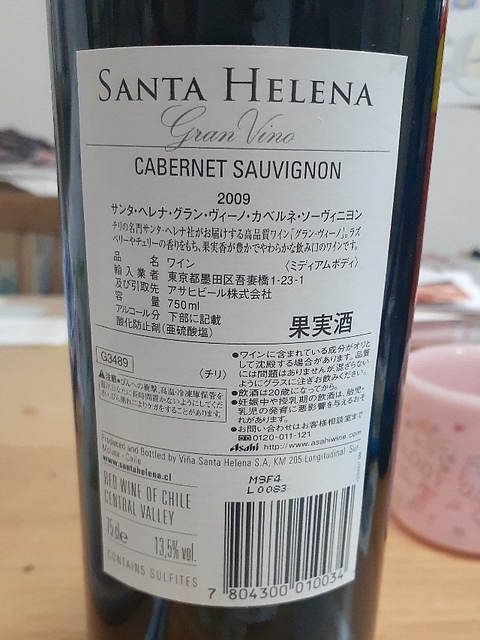 SANTA HELENA
Gran Vino
CABERNET SAUVIGNON
2009
サンタ・ヘレナ・グラン・ヴィーノ・カベルネ・ソーヴィニヨン
チリの名門サンタ・ヘレナ社がお届けする高品質ワイン「グラン・ヴィーノ」。ラズ
ベリーやチェリーの香りをもち、果実香が豊かでやわらかな飲み口のワインです。
品 名 ワイン 〈ミディアムボディ〉
輸入業者 東京都墨田区吾妻橋1-23-1
及び引取先 アサヒビール株式会社
容 量 750ml
アルコール分 下部に記載
酸化防止剤(亜硫酸塩)
果実酒
G3489
〈チリ〉
●ワインに含まれている成分がオリと
して沈殿する場合があります。品質
には問題はありませんが、混ざらない
ようにグラスに注ぎお飲みください。
●飲酒は20歳になってから。
●妊娠中や授乳期の飲酒は、胎児・
乳児の発育に悪影響を与えるおそ
れがあります。
●お問い合わせはお客様相談室まで
0120-011-121
Asahi http://www.asahiwine.com
Produced and Bottled by Viña Santa Helena S.A, KM 205 Longitudinal Sur.
Molina - Chile
www.santahelena.cl
RED WINE OF CHILE
CENTRAL VALLEY
75cl e 13,5% vol.
CONTAINS SULFITES
M9F4
L0083
7 804300 010034